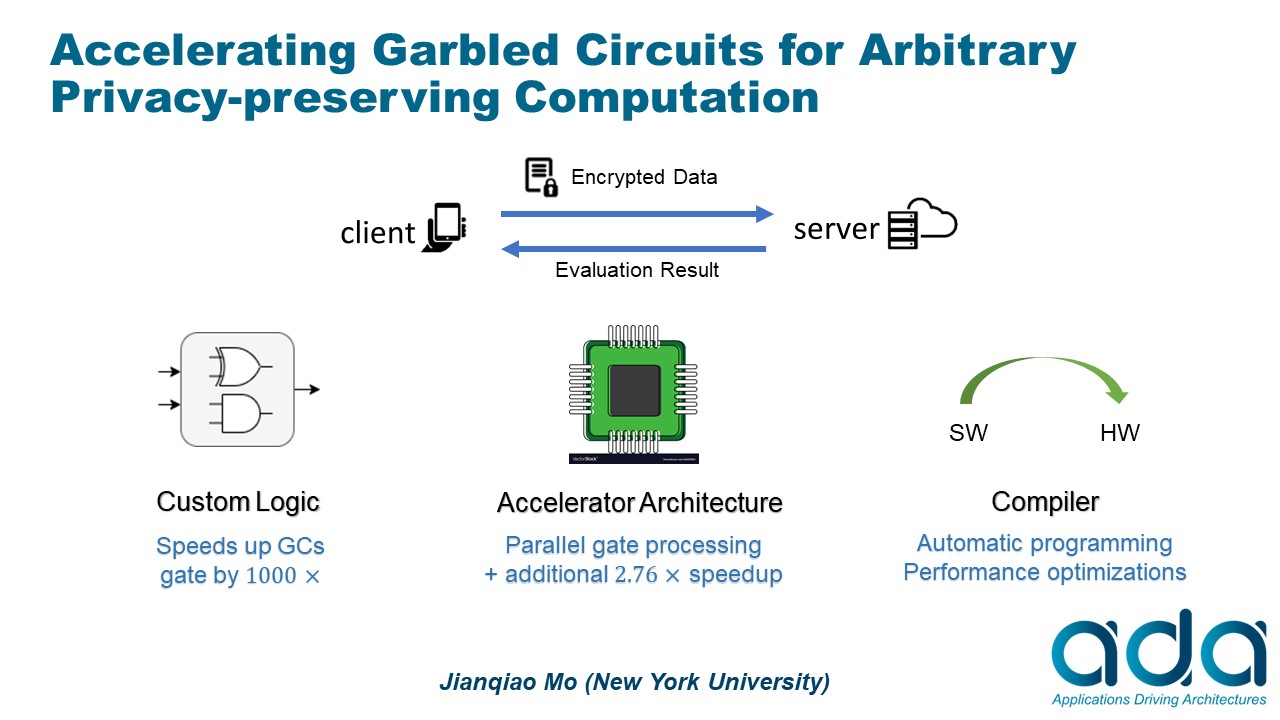 Accelerating Garbled Circuits for Arbitrary
Privacy-preserving Computation
Encrypted Data
client
server
Evaluation Result
SW
HW
VectorStock
Custom Logic
Accelerator Architecture
Compiler
Speeds up GCs
gate by 1000 ×
Parallel gate processing
+ additional 2.76 × speedup
Automatic programming
Performance optimizations
ada
Applications Driving Architectures
Jianqiao Mo (New York University)